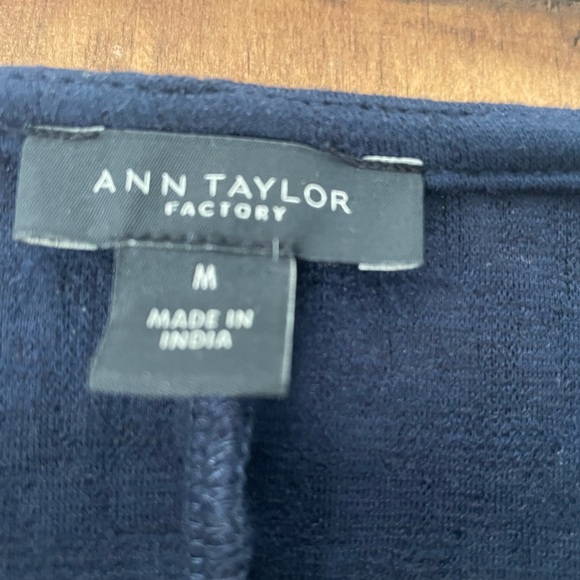 ANN TAYLOR
FACTORY
M
MADE IN
INDIA